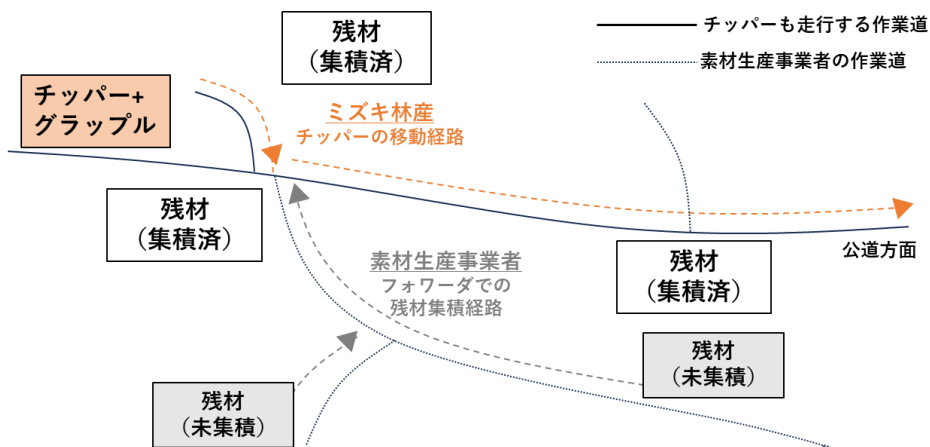 チッパーも走行する作業道
素材生産事業者の作業道
残材
（集積済）
チッパー+
グラップル
ミズキ林産
チッパーの移動経路
残材
（集積済）
素材生産事業者
フォワーダでの
残材集積経路
残材
（集積済）
公道方面
残材
（未集積）
残材
（未集積）